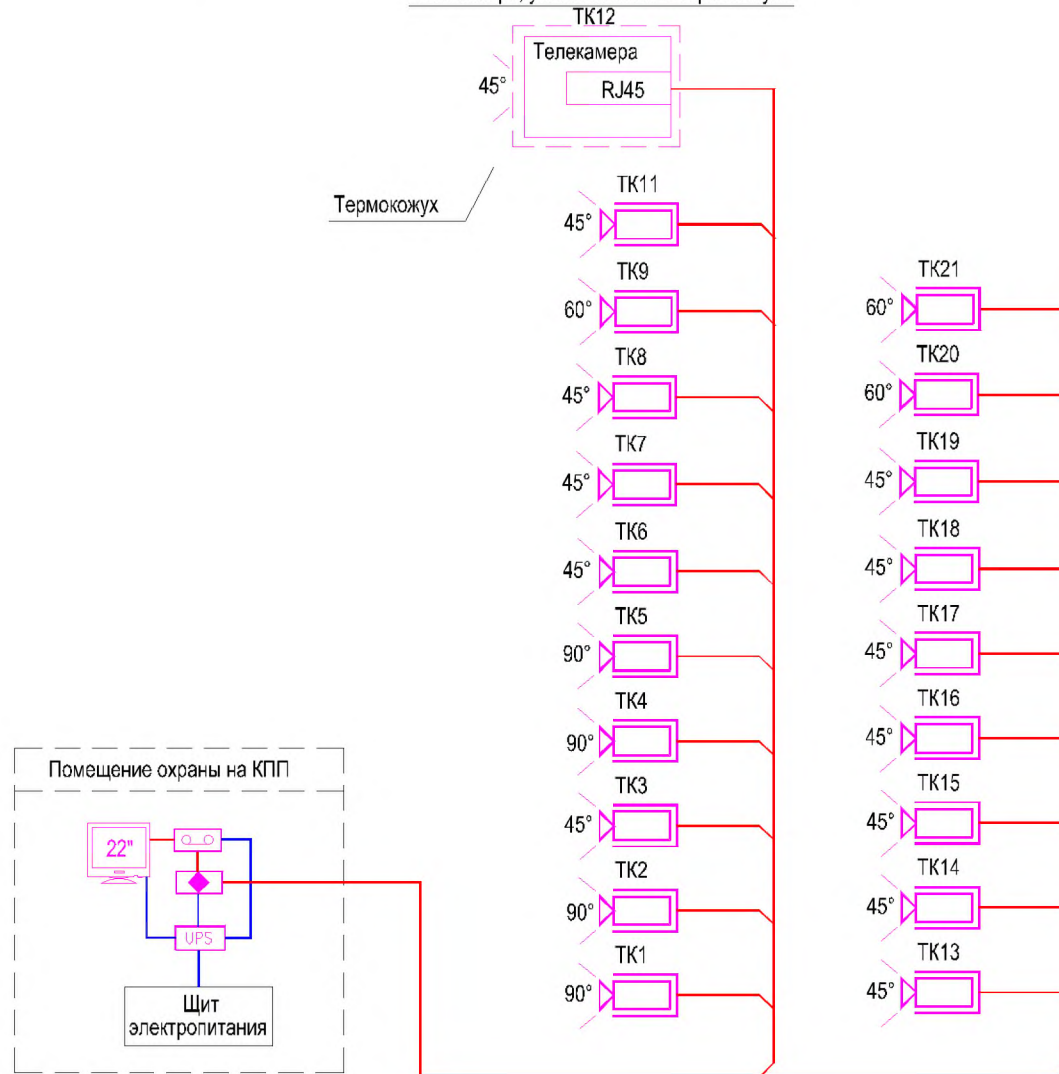 ТК12
Телекамера
RJ45
45°
Термокожух
ТК11
45°
ТК9
60°
ТК8
45°
ТК7
45°
ТК6
45°
ТК5
90°
ТК4
90°
ТК3
45°
ТК2
90°
ТК1
90°
ТК21
60°
ТК20
60°
ТК19
45°
ТК18
45°
ТК17
45°
ТК16
45°
ТК15
45°
ТК14
45°
ТК13
45°
Помещение охраны на КПП
22"
UPS
Щит
электропитания